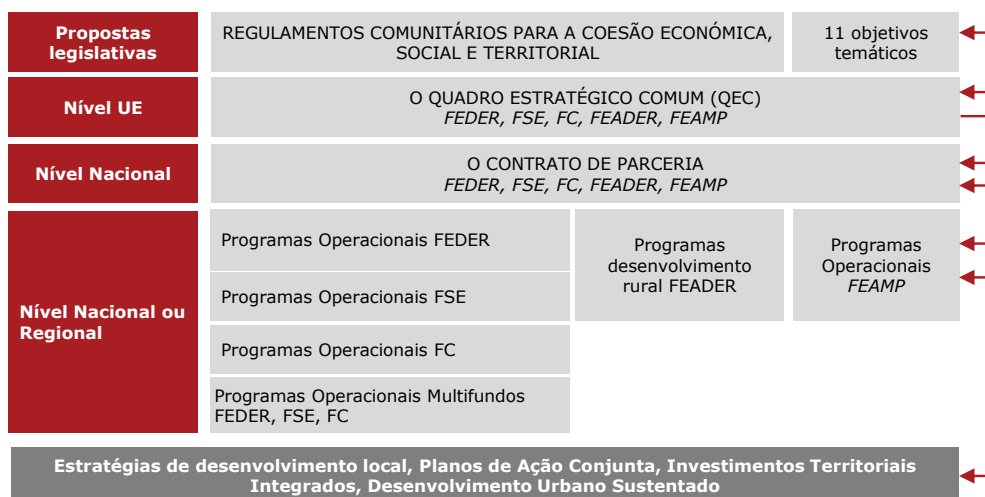 Propostas
legislativas
REGULAMENTOS COMUNITÁRIOS PARA A COESÃO ECONÓMICA,
SOCIAL E TERRITORIAL
11 objetivos
temáticos
Nível UE
O QUADRO ESTRATÉGICO COMUM (QEC)
FEDER, FSE, FC, FEADER, FEAMP
Nível Nacional
O CONTRATO DE PARCERIA
FEDER, FSE, FC, FEADER, FEAMP
Nível Nacional ou
Regional
Programas Operacionais FEDER
Programas Operacionais FSE
Programas Operacionais FC
Programas Operacionais Multifundos
FEDER, FSE, FC
Programas
desenvolvimento
rural FEADER
Programas
Operacionais
FEAMP
Estratégias de desenvolvimento local, Planos de Ação Conjunta, Investimentos Territoriais
Integrados, Desenvolvimento Urbano Sustentado